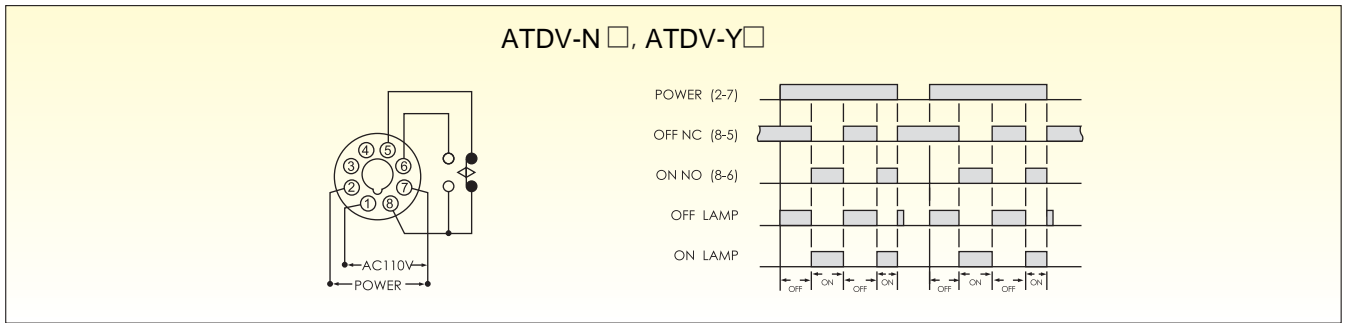 ATDV-N □, ATDV-Y□
4 5
3 6
2 7
1 8
AC110V
POWER
POWER (2-7)
OFF NC (8-5)
ON NO (8-6)
OFF LAMP
ON LAMP
OFF ON OFF ON OFF ON OFF ON